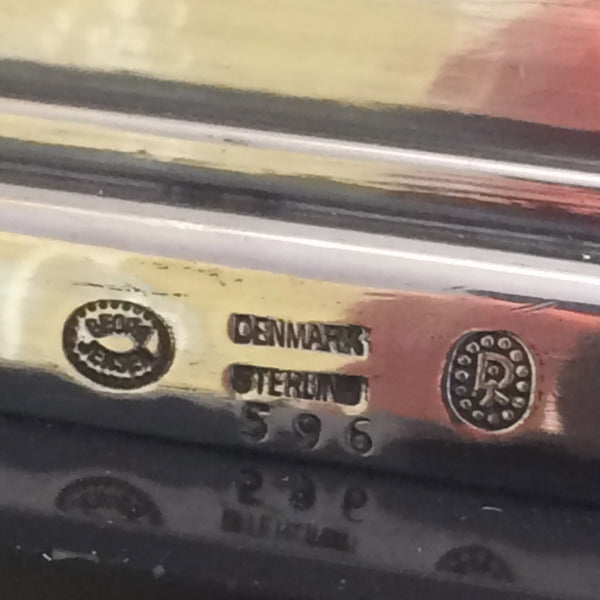 GEORG
JENSEN
DENMARK
STERLING
596